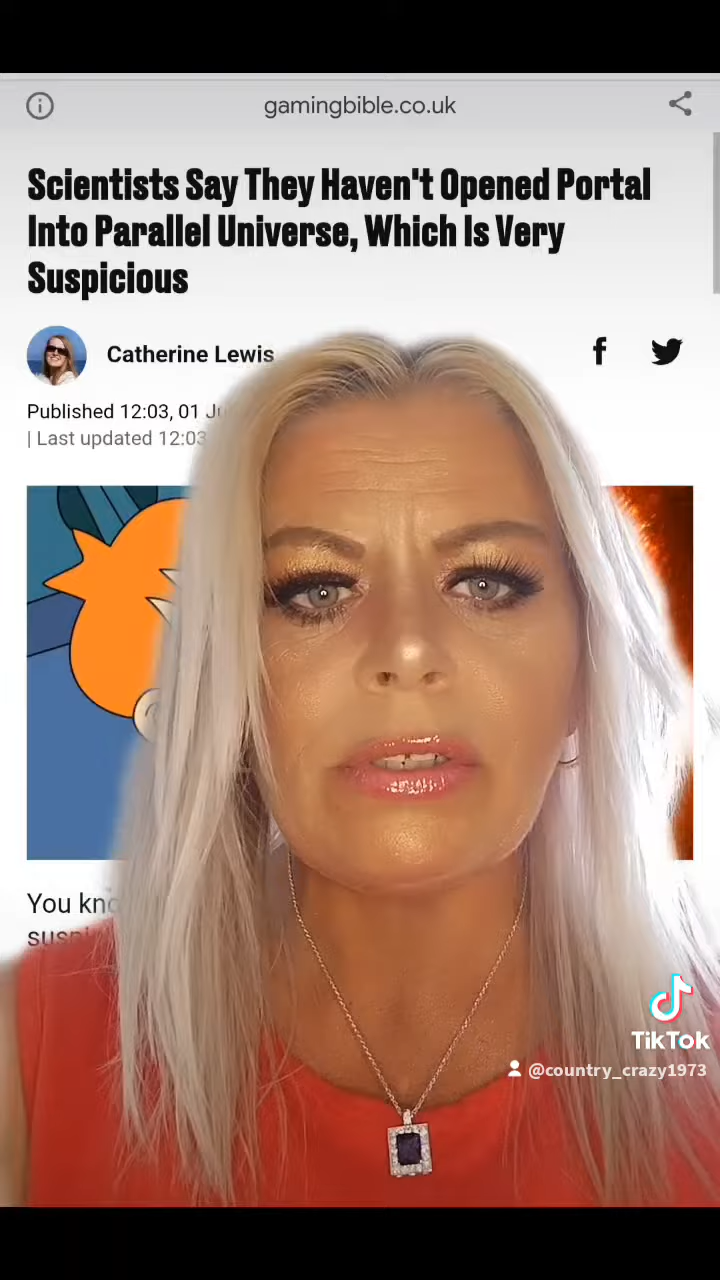 gamingbible.co.uk
Scientists Say They Haven't Opened Portal
Into Parallel Universe, Which Is Very
Suspicious
Catherine Lewis
Published 12:03, 01
| Last updated 12:03
You
TikTok
@country_crazy1973